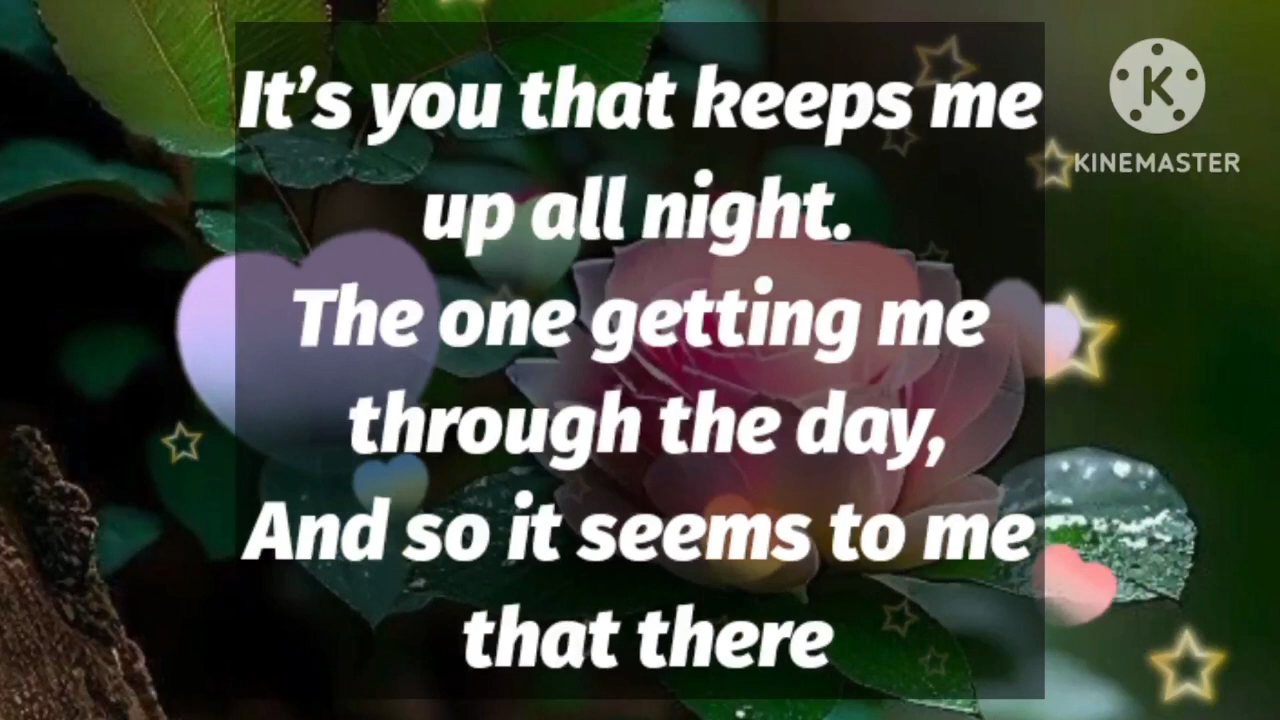 It’s you that keeps me
up all night.
The one getting me
through the day,
And so it seems to me
that there
K
KINEMASTER